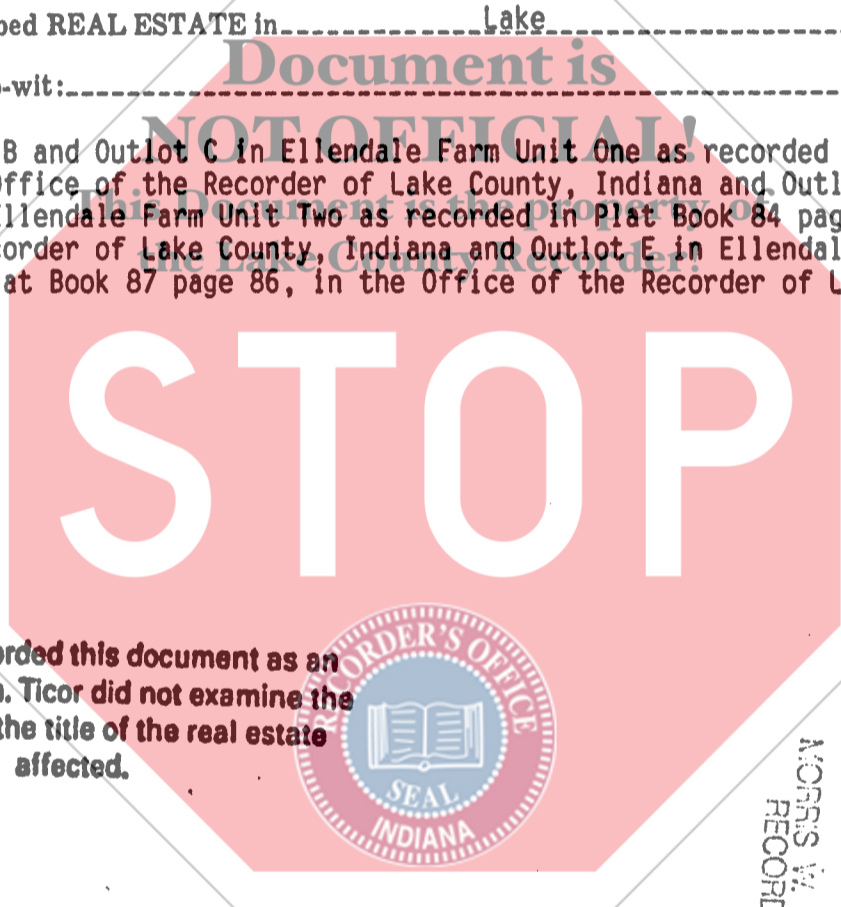 bed REAL ESTATE in Lake
Document is
-wit:
NOT OFFICIAL!
B and Outlot C in Ellendale Farm Unit One as recorded
ffice of the Recorder of Lake County, Indiana and Outl
This Document is the property of
Ellendale Farm Unit Two as recorded in Plat Book 84 pag
the Lake County Recorder!
order of Lake County, Indiana and Outlot E in Ellendal
at Book 87 page 86, in the Office of the Recorder of L
STOP
orded this document as an
. Ticor did not examine the
the title of the real estate
affected.
RECORDER'S OFFICE
SEAL
INDIANA
MORRIS W.
RECORD